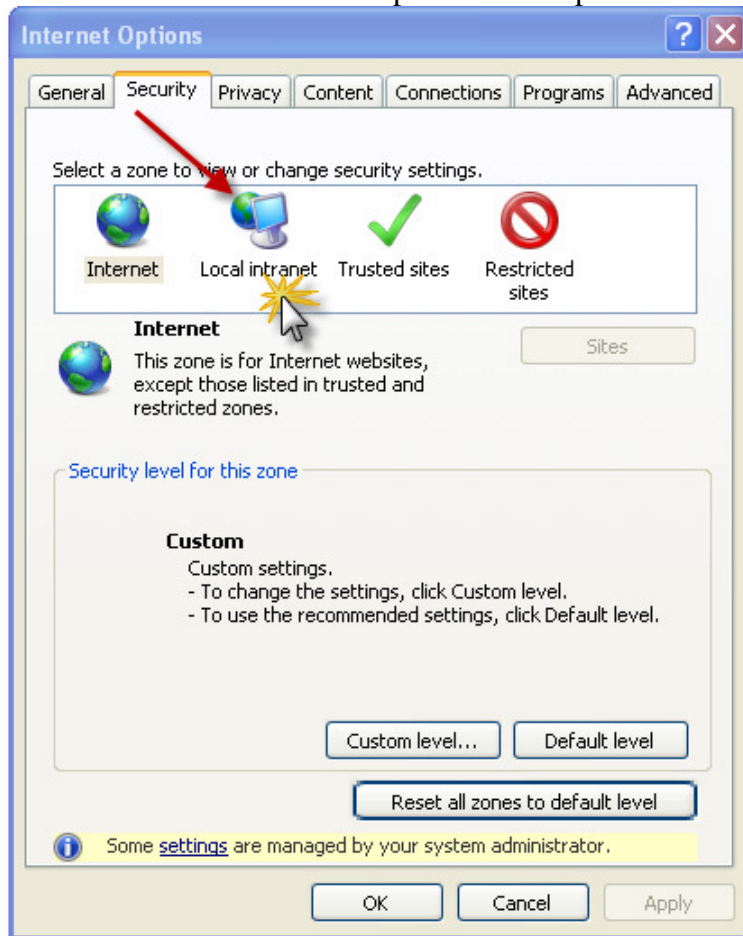 Internet Options
General Security Privacy Content Connections Programs Advanced
Select a zone to view or change security settings.
Internet Local intranet Trusted sites Restricted sites
Internet
Sites
This zone is for Internet websites,
except those listed in trusted and
restricted zones.
Security level for this zone
Custom
Custom settings.
- To change the settings, click Custom level.
- To use the recommended settings, click Default level.
Custom level... Default level
Reset all zones to default level
Some settings are managed by your system administrator.
OK Cancel Apply